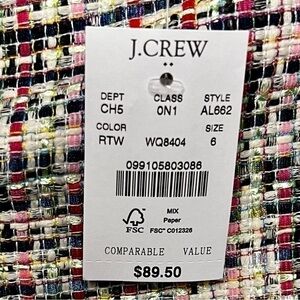 J.CREW
DEPT CLASS STYLE
CH5 0N1 AL662
COLOR SIZE
RTW WQ8404 6
099105803086
MIX
Paper
FSC FSC® C012326
COMPARABLE VALUE
$89.50